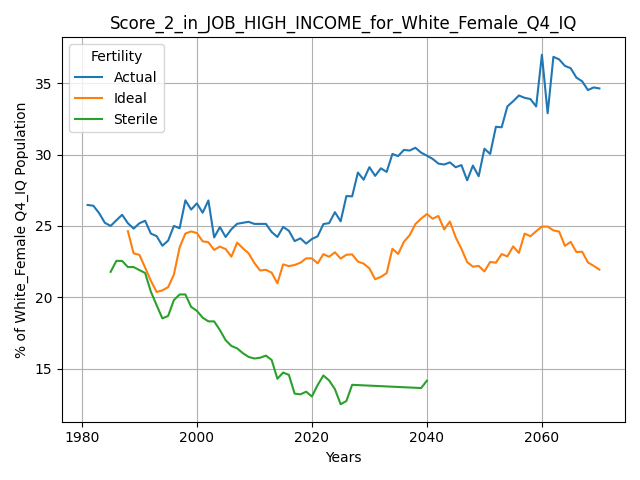 Score_2_in_JOB_HIGH_INCOME_for_White_Female_Q4_IQ
Fertility
Actual
Ideal
Sterile
% of White_Female Q4_IQ Population
35
30
25
20
15
1980 2000 2020 2040 2060
Years